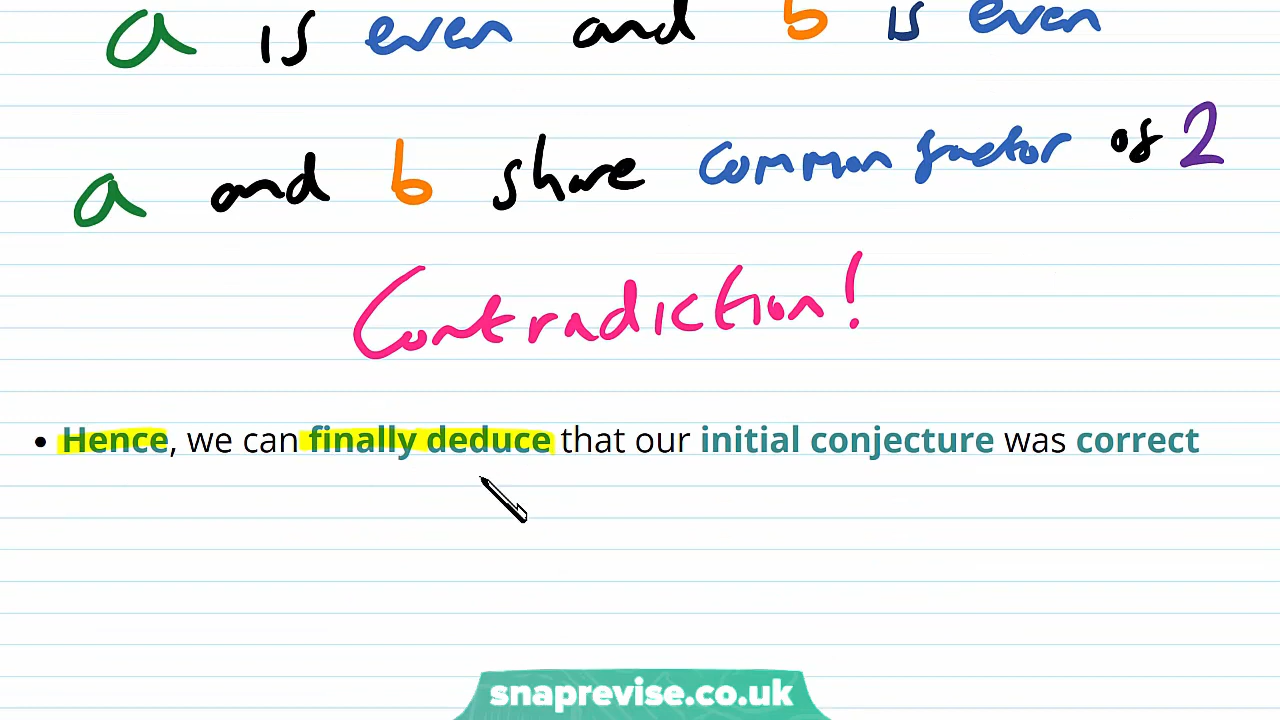 a is even and b is even
a and b share common factor of 2
Contradiction!
• Hence, we can finally deduce that our initial conjecture was correct
snaprevise.co.uk